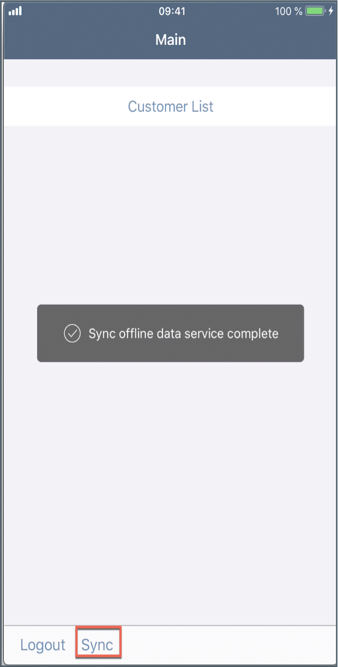 09:41
100 %
Main
Customer List
Sync offline data service complete
Logout
Sync